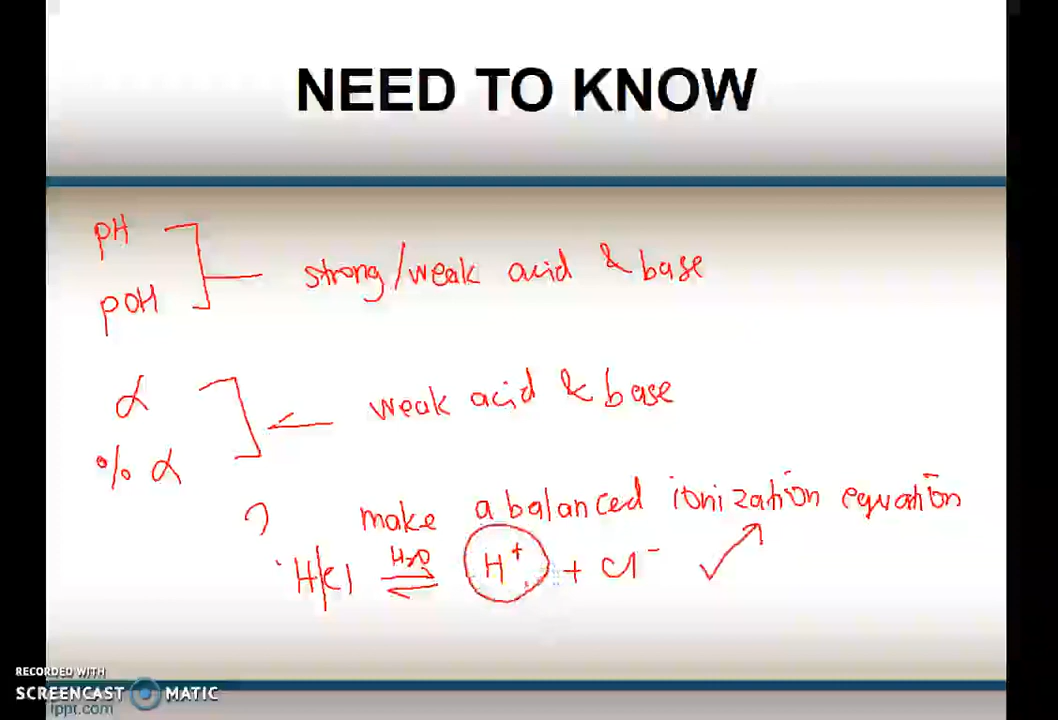 NEED TO KNOW
pH
pOH
strong/weak acid & base
α
% α
weak acid & base
make a balanced ionization equation
HCl ⇌ H⁺ + Cl⁻
H₂O
RECORDED WITH
SCREENCAST MATIC
fppt.com